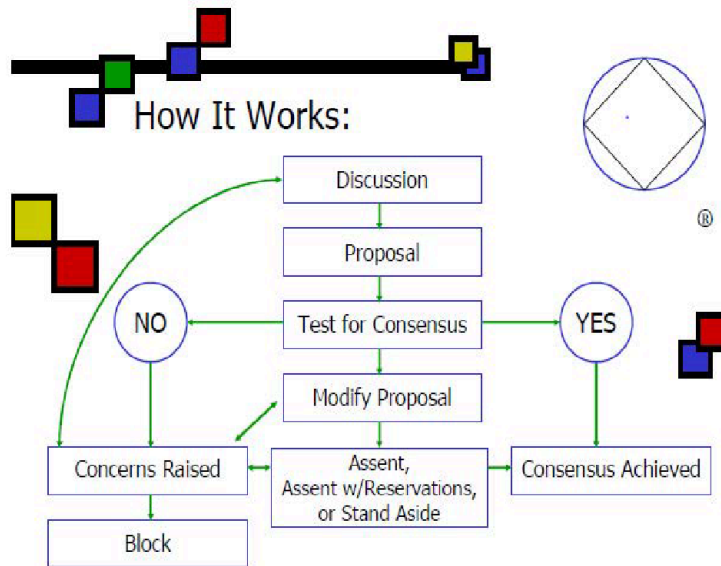 How It Works:
®
Discussion
Proposal
NO
Test for Consensus
YES
Modify Proposal
Concerns Raised
Assent,
Assent w/Reservations,
or Stand Aside
Consensus Achieved
Block